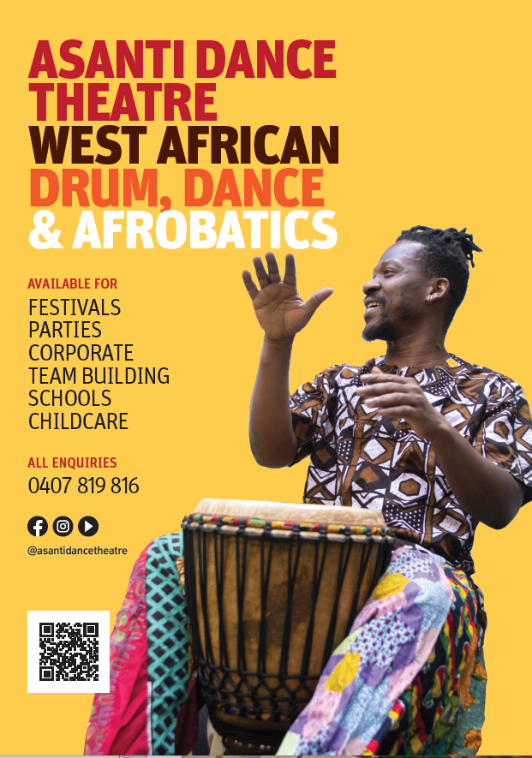 ASANTI DANCE
THEATRE
WEST AFRICAN
DRUM, DANCE
& AFROBATICS
AVAILABLE FOR
FESTIVALS
PARTIES
CORPORATE
TEAM BUILDING
SCHOOLS
CHILDCARE
ALL ENQUIRIES
0407 819 816
@asantidancetheatre